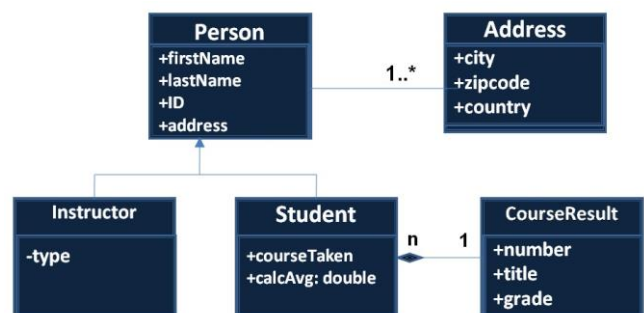 Person
+firstName
+lastName
+ID
+address
1..*
Address
+city
+zipcode
+country
Instructor
-type
Student
+courseTaken
+calcAvg: double
n
1
CourseResult
+number
+title
+grade